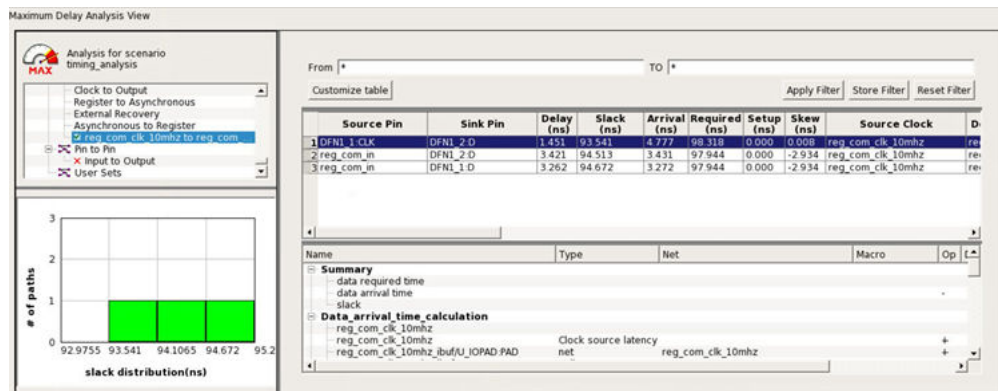 Maximum Delay Analysis View
MAX
Analysis for scenario
timing_analysis
Clock to Output
Register to Asynchronous
External Recovery
Asynchronous to Register
reg_com_clk_10mhz to reg_com_
Pin to Pin
Input to Output
User Sets
From *
TO *
Customize table
Apply Filter Store Filter Reset Filter
Source Pin Sink Pin Delay (ns) Slack (ns) Arrival (ns) Required (ns) Setup (ns) Skew (ns) Source Clock D
1 DFN1_1:CLK DFN1_2:D 1.451 93.541 4.777 98.318 0.000 0.008 reg_com_clk_10mhz re
2 reg_com_in DFN1_2:D 3.421 94.513 3.431 97.944 0.000 -2.934 reg_com_clk_10mhz re
3 reg_com_in DFN1_1:D 3.262 94.672 3.272 97.944 0.000 -2.934 reg_com_clk_10mhz re
3
2
1
0
# of paths
92.9755 93.541 94.1065 94.672 95.2
slack distribution(ns)
Name Type Net Macro Op
Summary
data required time
data arrival time -
slack
Data_arrival_time_calculation
reg_com_clk_10mhz
reg_com_clk_10mhz Clock source latency +
reg_com_clk_10mhz_ibuf/U_IOPAD:PAD net reg_com_clk_10mhz +